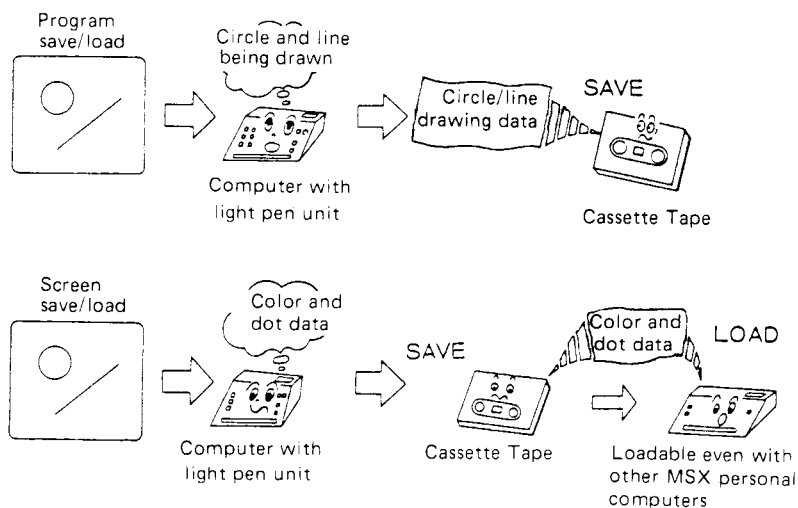 Program
save/load
Circle and line
being drawn
Computer with
light pen unit
Circle/line
drawing data
SAVE
Cassette Tape
Screen
save/load
Color and
dot data
Computer with
light pen unit
SAVE
Cassette Tape
Color and
dot data
LOAD
Loadable even with
other MSX personal
computers